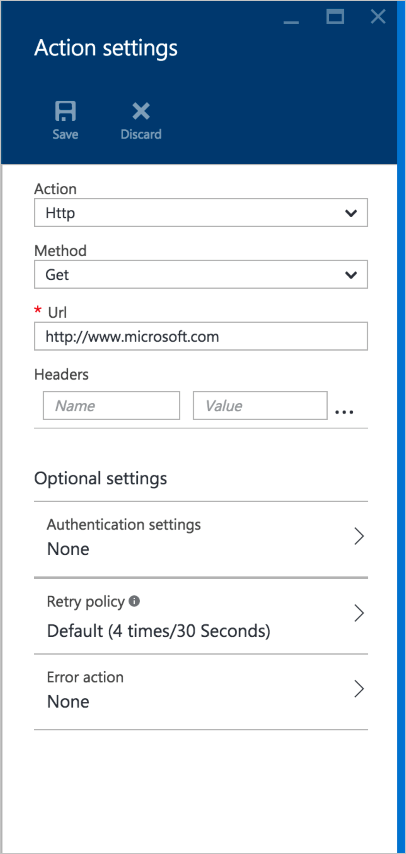 Action settings
Save Discard
Action
Http
Method
Get
* Url
http://www.microsoft.com
Headers
Name Value ...
Optional settings
Authentication settings
None
Retry policy
Default (4 times/30 Seconds)
Error action
None